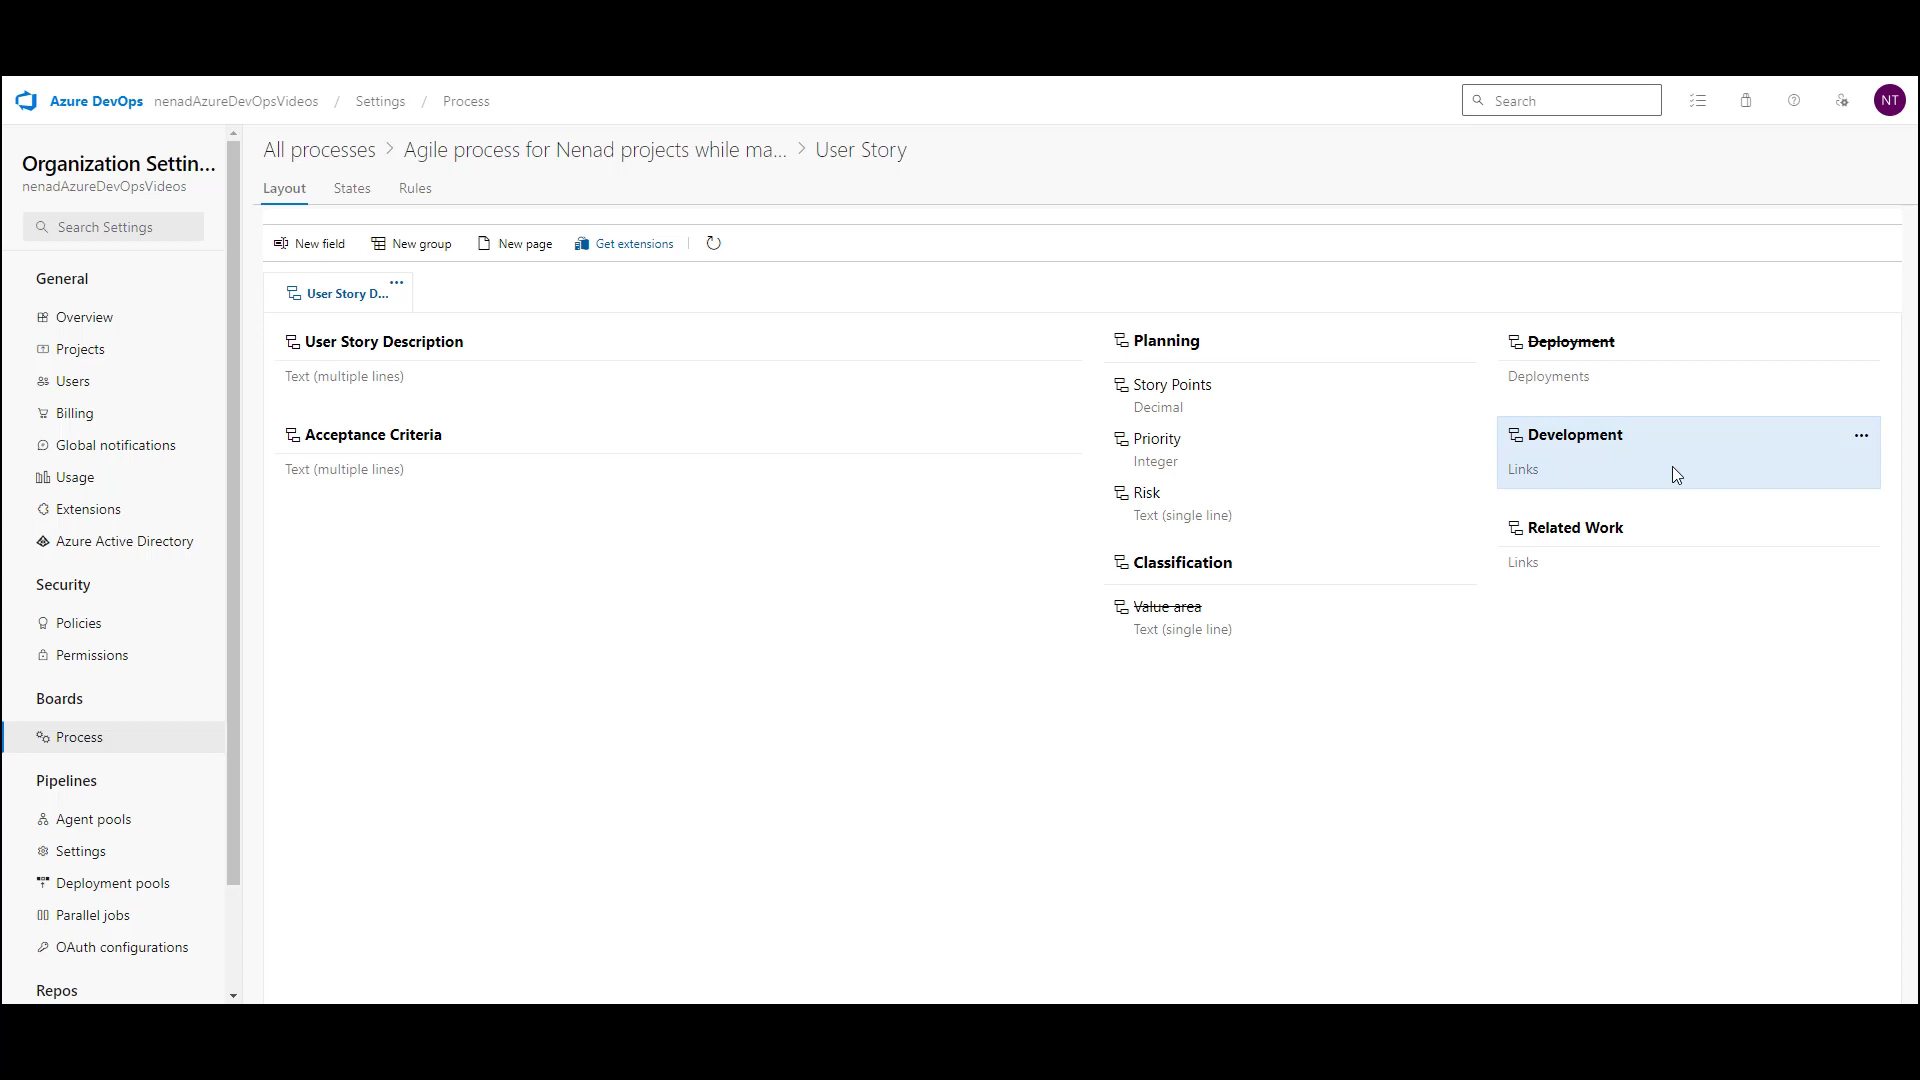 Azure DevOps nenadAzureDevOpsVideos / Settings / Process
Search
NT
Organization Settin...
nenadAzureDevOpsVideos
Search Settings
General
Overview
Projects
Users
Billing
Global notifications
Usage
Extensions
Azure Active Directory
Security
Policies
Permissions
Boards
Process
Pipelines
Agent pools
Settings
Deployment pools
Parallel jobs
OAuth configurations
Repos
All processes > Agile process for Nenad projects while ma... > User Story
Layout States Rules
New field New group New page Get extensions
User Story D... ...
User Story Description
Text (multiple lines)
Acceptance Criteria
Text (multiple lines)
Planning
Story Points
Decimal
Priority
Integer
Risk
Text (single line)
Classification
Value area
Text (single line)
Deployment
Deployments
Development ...
Links
Related Work
Links